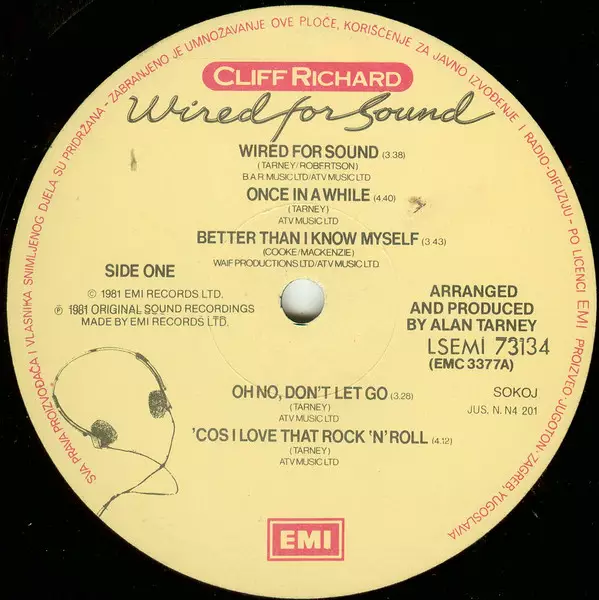 SVA PRAVA PROIZVOĐAČA I VLASNIKA SNIMLJENOG DJELA SU PRIDRŽANA - ZABRANJENO JE UMNOŽAVANJE OVE PLOČE, KORIŠĆENJE ZA JAVNO IZVOĐENJE I RADIO-DIFUZIJU - PO LICENCI EMI PROIZVEO JUGOTON-ZAGREB, YUGOSLAVIA
CLIFF RICHARD
Wired for Sound
WIRED FOR SOUND (3.38)
(TARNEY/ROBERTSON)
B.A.R MUSIC LTD/ATV MUSIC LTD
ONCE IN A WHILE (4.40)
(TARNEY)
ATV MUSIC LTD
BETTER THAN I KNOW MYSELF (3.43)
(COOKE/MACKENZIE)
WAIF PRODUCTIONS LTD/ATV MUSIC LTD
SIDE ONE
© 1981 EMI RECORDS LTD.
℗ 1981 ORIGINAL SOUND RECORDINGS
MADE BY EMI RECORDS LTD.
ARRANGED
AND PRODUCED
BY ALAN TARNEY
LSEMI 73134
(EMC 3377A)
OH NO, DON'T LET GO (3.28)
(TARNEY)
ATV MUSIC LTD
SOKOJ
JUS. N. N4 201
'COS I LOVE THAT ROCK 'N' ROLL (4.12)
(TARNEY)
ATV MUSIC LTD
EMI